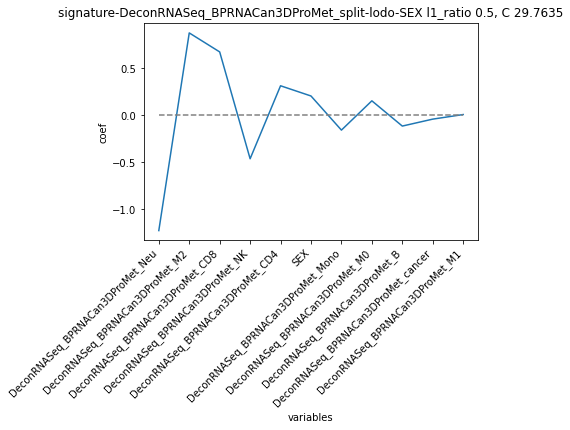 signature-DeconRNASeq_BPRNACan3DProMet_split-lodo-SEX l1_ratio 0.5, C 29.7635
0.5
0.0
−0.5
−1.0
coef
DeconRNASeq_BPRNACan3DProMet_Neu
DeconRNASeq_BPRNACan3DProMet_M2
DeconRNASeq_BPRNACan3DProMet_CD8
DeconRNASeq_BPRNACan3DProMet_NK
DeconRNASeq_BPRNACan3DProMet_CD4
SEX
DeconRNASeq_BPRNACan3DProMet_Mono
DeconRNASeq_BPRNACan3DProMet_M0
DeconRNASeq_BPRNACan3DProMet_B
DeconRNASeq_BPRNACan3DProMet_cancer
DeconRNASeq_BPRNACan3DProMet_M1
variables